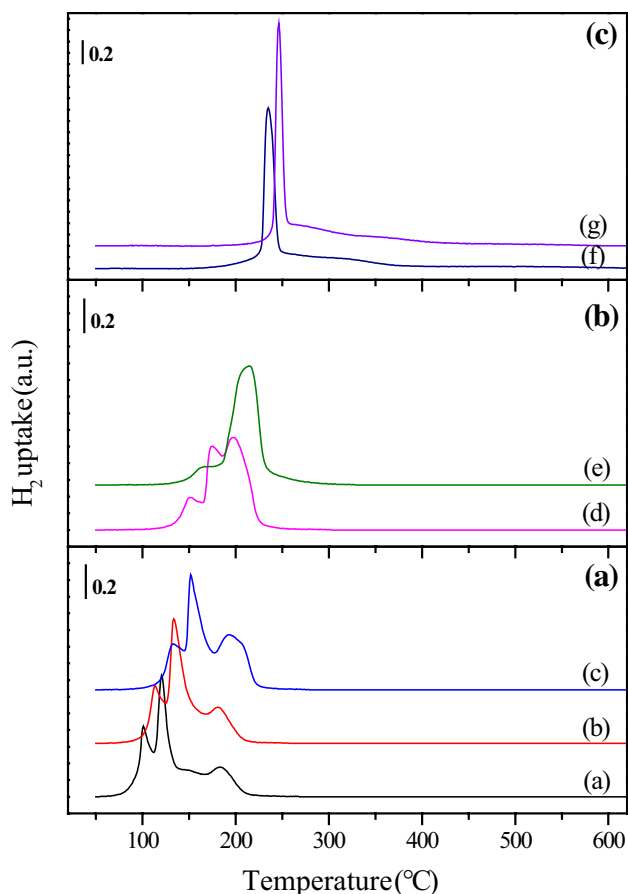 (c)
0.2
(g)
(f)
(b)
0.2
(e)
(d)
(a)
0.2
(c)
(b)
(a)
H2 uptake (a.u.)
100 200 300 400 500 600
Temperature (℃)